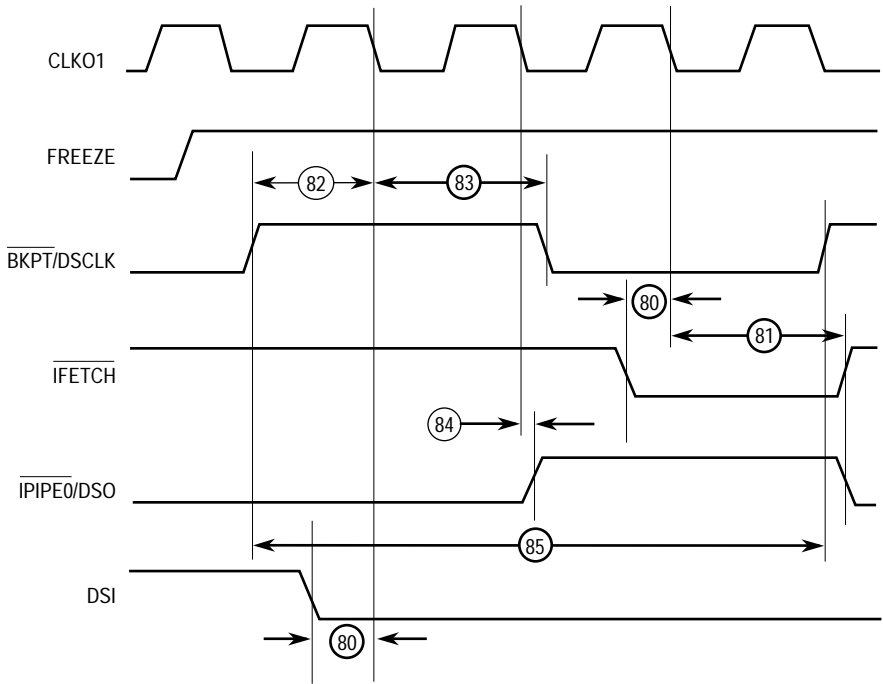 CLKO1
FREEZE
82
83
BKPT/DSCLK
80
81
IFETCH
84
IPIPE0/DSO
85
DSI
80